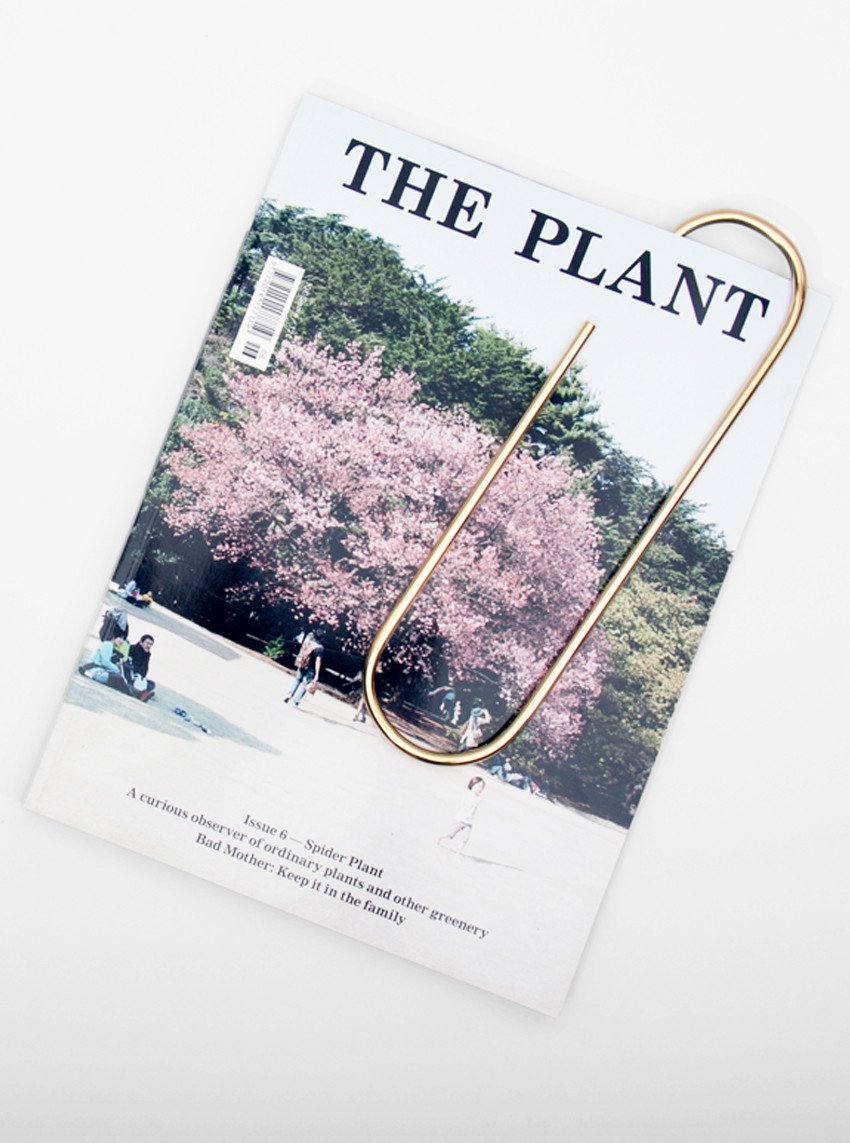 THE PLANT
Issue 6 — Spider Plant
A curious observer of ordinary plants and other greenery
Bad Mother: Keep it in the family